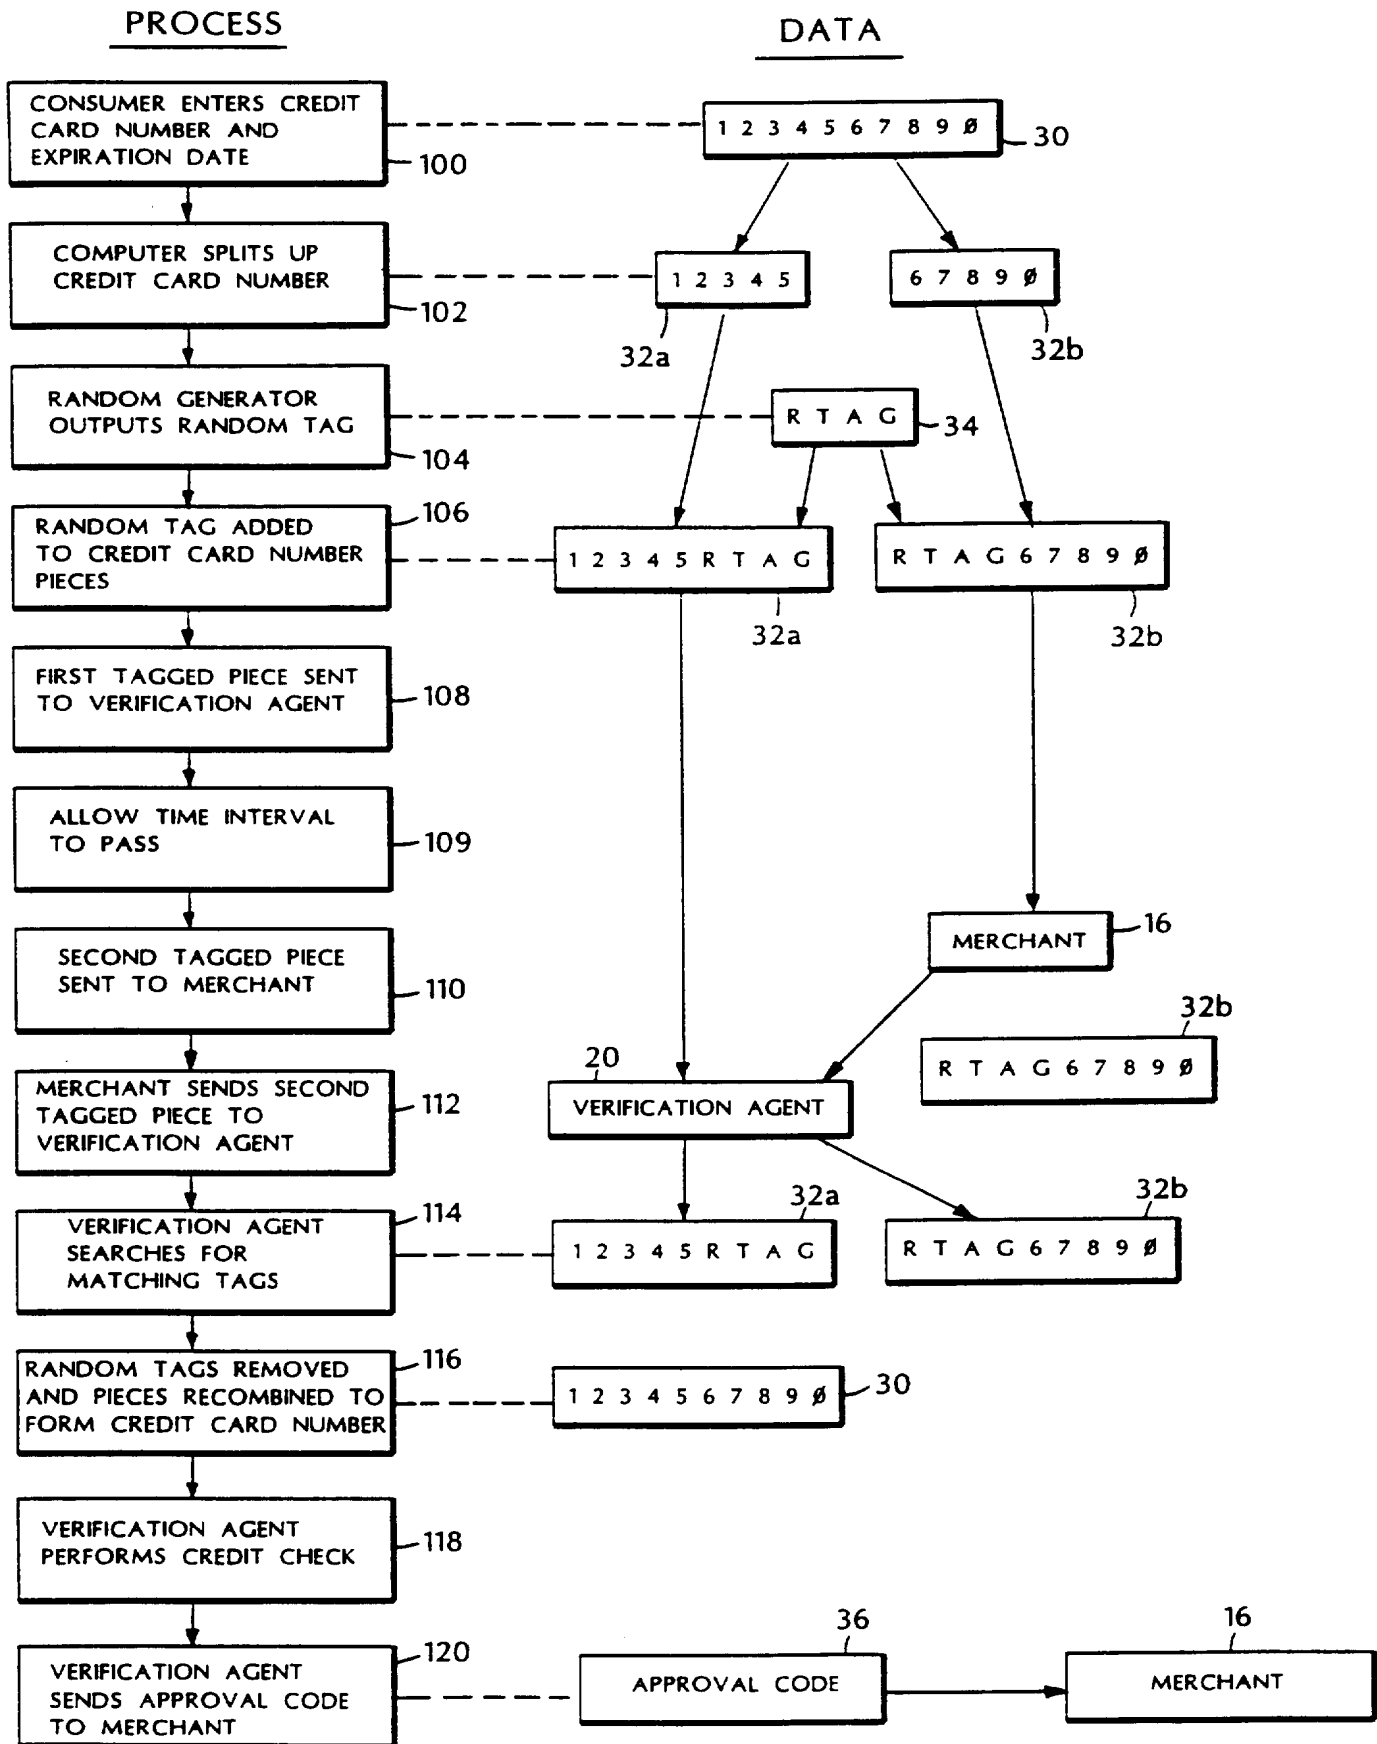 PROCESS
DATA
CONSUMER ENTERS CREDIT
CARD NUMBER AND
EXPIRATION DATE
100
1 2 3 4 5 6 7 8 9 Ø
30
COMPUTER SPLITS UP
CREDIT CARD NUMBER
102
1 2 3 4 5
32a
6 7 8 9 Ø
32b
RANDOM GENERATOR
OUTPUTS RANDOM TAG
104
R T A G
34
RANDOM TAG ADDED
TO CREDIT CARD NUMBER
PIECES
106
1 2 3 4 5 R T A G
32a
R T A G 6 7 8 9 Ø
32b
FIRST TAGGED PIECE SENT
TO VERIFICATION AGENT
108
ALLOW TIME INTERVAL
TO PASS
109
SECOND TAGGED PIECE
SENT TO MERCHANT
110
MERCHANT
16
32b
R T A G 6 7 8 9 Ø
MERCHANT SENDS SECOND
TAGGED PIECE TO
VERIFICATION AGENT
112
20
VERIFICATION AGENT
VERIFICATION AGENT
SEARCHES FOR
MATCHING TAGS
114
32a
1 2 3 4 5 R T A G
32b
R T A G 6 7 8 9 Ø
RANDOM TAGS REMOVED
AND PIECES RECOMBINED TO
FORM CREDIT CARD NUMBER
116
1 2 3 4 5 6 7 8 9 Ø
30
VERIFICATION AGENT
PERFORMS CREDIT CHECK
118
VERIFICATION AGENT
SENDS APPROVAL CODE
TO MERCHANT
120
36
APPROVAL CODE
16
MERCHANT